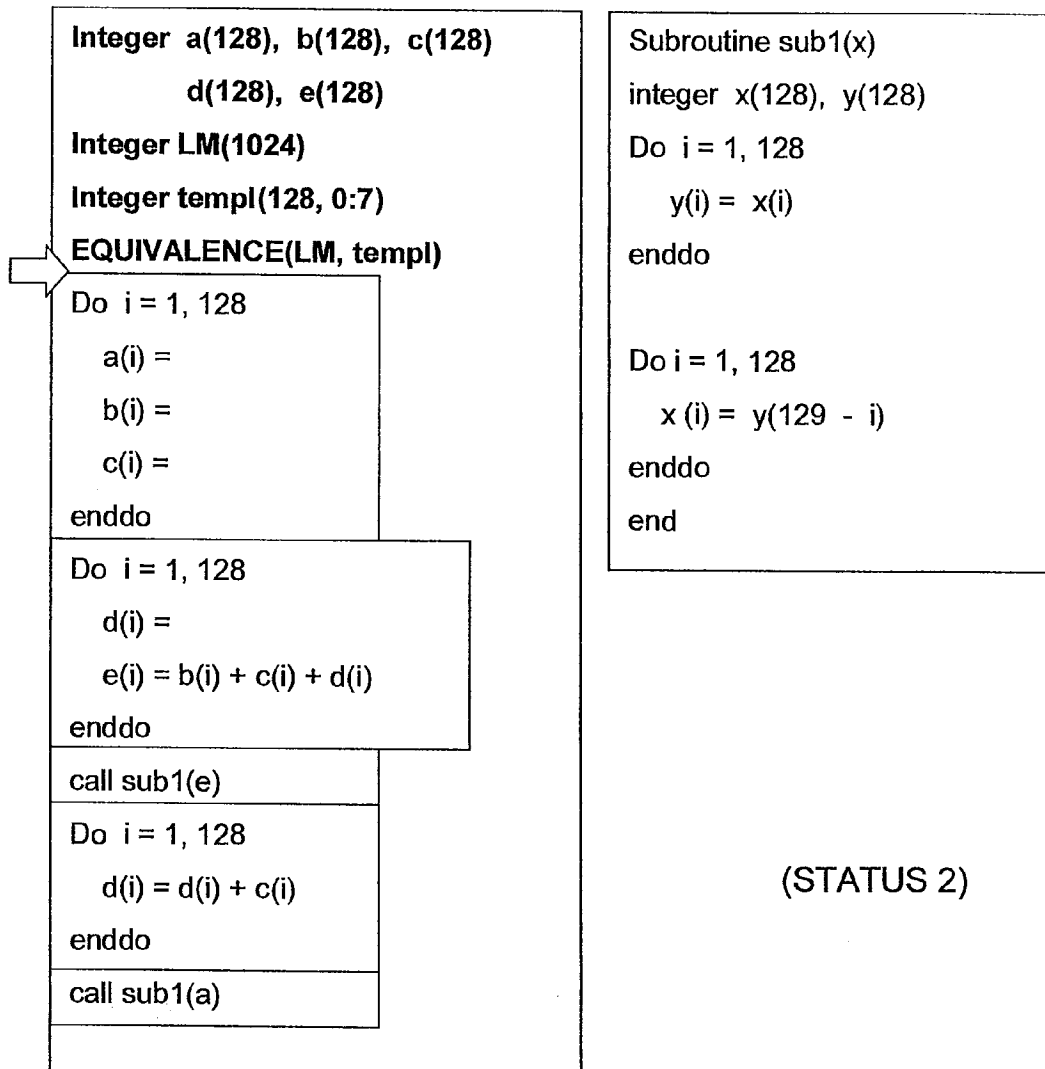 Integer a(128), b(128), c(128)
d(128), e(128)
Integer LM(1024)
Integer templ(128, 0:7)
EQUIVALENCE(LM, templ)
Do i = 1, 128
a(i) =
b(i) =
c(i) =
enddo
Do i = 1, 128
d(i) =
e(i) = b(i) + c(i) + d(i)
enddo
call sub1(e)
Do i = 1, 128
d(i) = d(i) + c(i)
enddo
call sub1(a)
Subroutine sub1(x)
integer x(128), y(128)
Do i = 1, 128
y(i) = x(i)
enddo
Do i = 1, 128
x (i) = y(129 - i)
enddo
end
(STATUS 2)